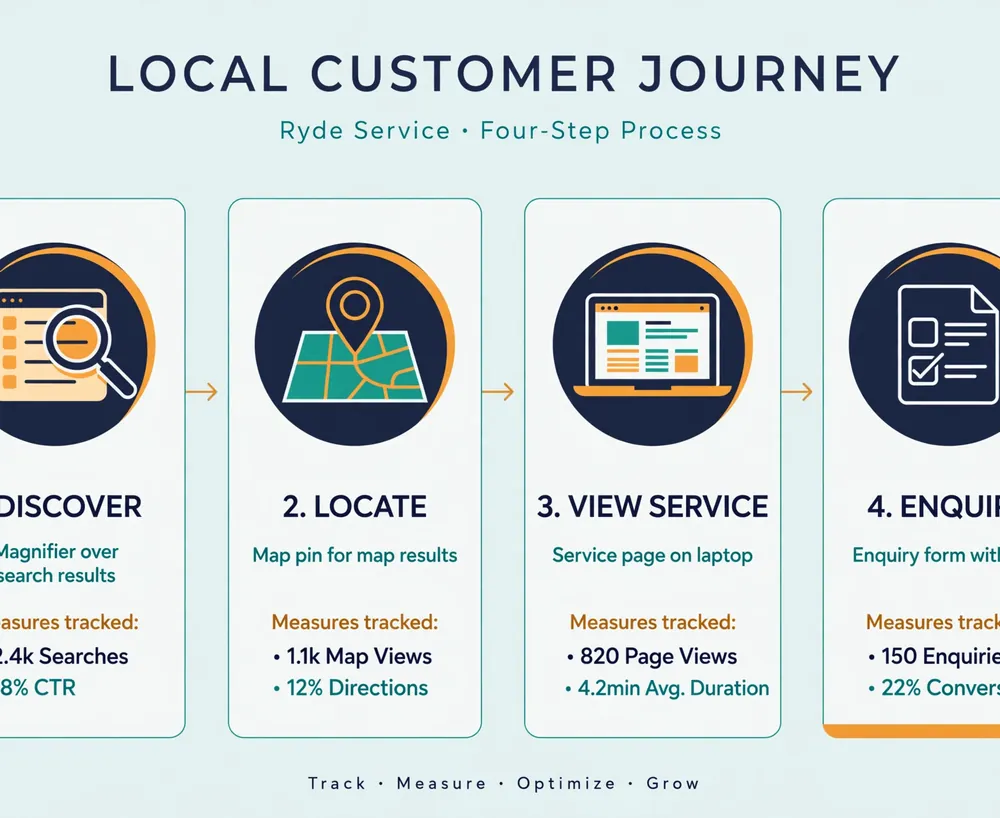 LOCAL CUSTOMER JOURNEY
Ryde Service • Four-Step Process
DISCOVER
Magnifier over
search results
tracked:
2.4k Searches
8% CTR
2. LOCATE
Map pin for map results
Measures tracked:
• 1.1k Map Views
• 12% Directions
3. VIEW SERVICE
Service page on laptop
Measures tracked:
• 820 Page Views
• 4.2min Avg. Duration
4.
Enquiry form with
Measures
• 150
• 22%
Track · Measure · Optimize · Grow